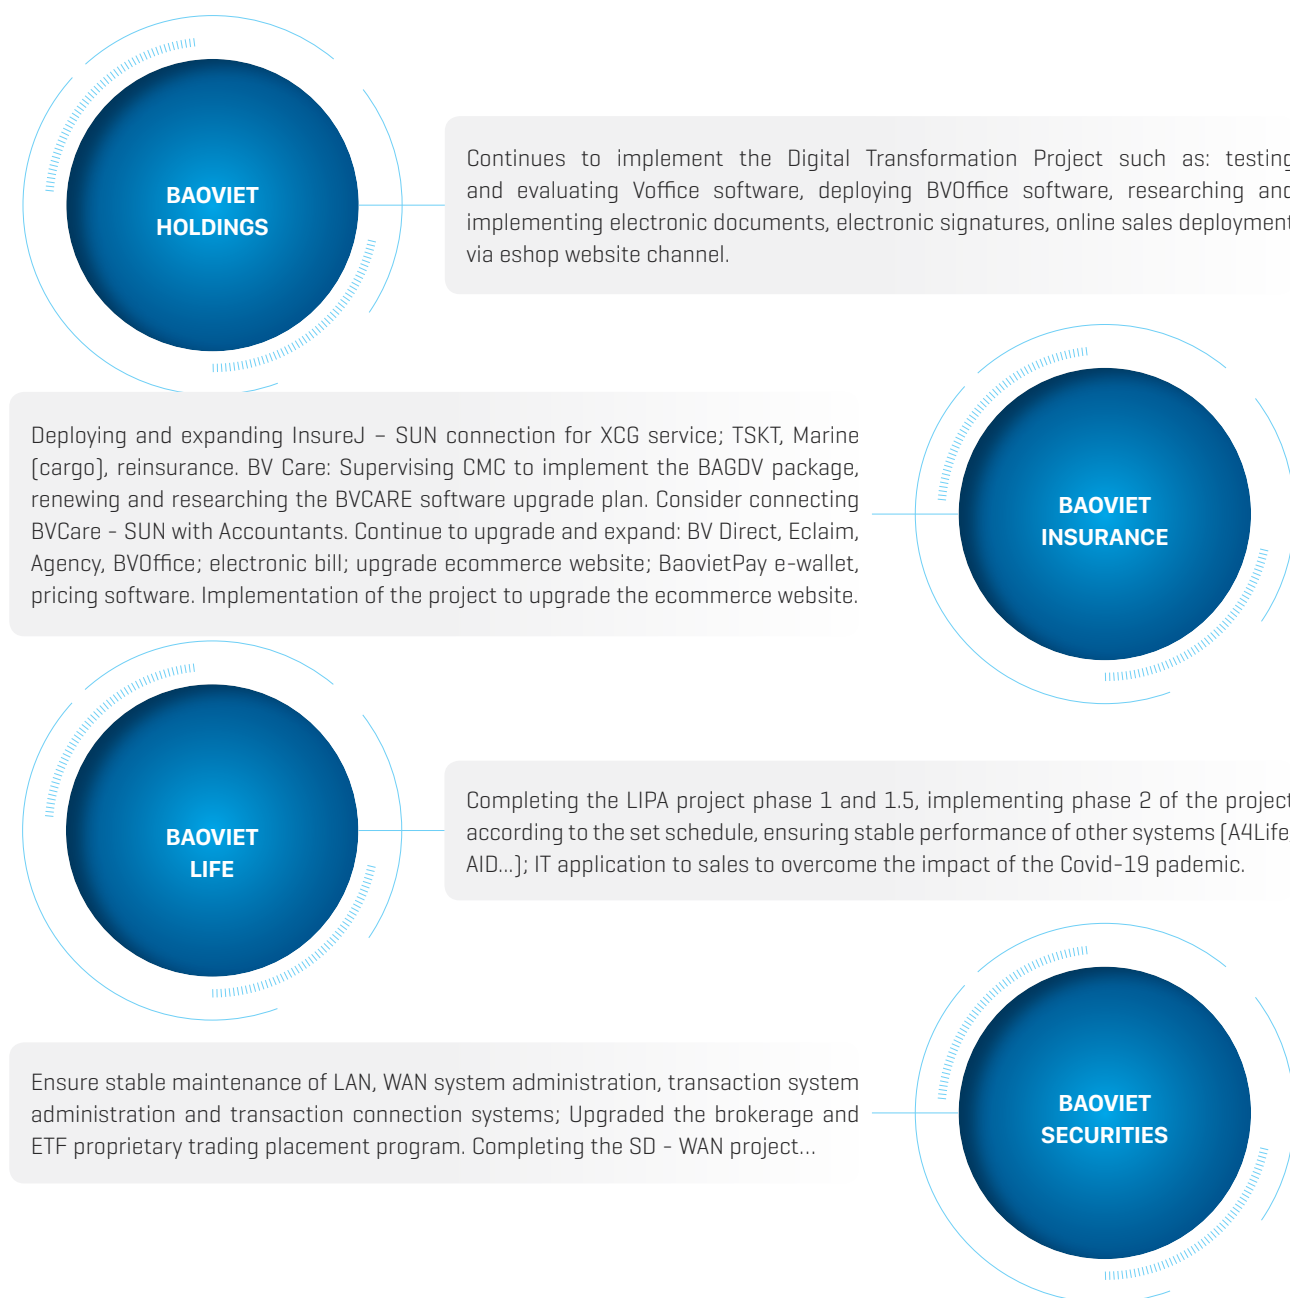 BAOVIET
HOLDINGS
Continues to implement the Digital Transformation Project such as: testing
and evaluating Voffice software, deploying BVOffice software, researching and
implementing electronic documents, electronic signatures, online sales deployment
via eshop website channel.
Deploying and expanding InsureJ – SUN connection for XCG service; TSKT, Marine
(cargo), reinsurance. BV Care: Supervising CMC to implement the BAGDV package,
renewing and researching the BVCARE software upgrade plan. Consider connecting
BVCare - SUN with Accountants. Continue to upgrade and expand: BV Direct, Eclaim,
Agency, BVOffice; electronic bill; upgrade ecommerce website; BaovietPay e-wallet,
pricing software. Implementation of the project to upgrade the ecommerce website.
BAOVIET
INSURANCE
BAOVIET
LIFE
Completing the LIPA project phase 1 and 1.5, implementing phase 2 of the project
according to the set schedule, ensuring stable performance of other systems (A4Life,
AID...); IT application to sales to overcome the impact of the Covid-19 pademic.
Ensure stable maintenance of LAN, WAN system administration, transaction system
administration and transaction connection systems; Upgraded the brokerage and
ETF proprietary trading placement program. Completing the SD - WAN project...
BAOVIET
SECURITIES